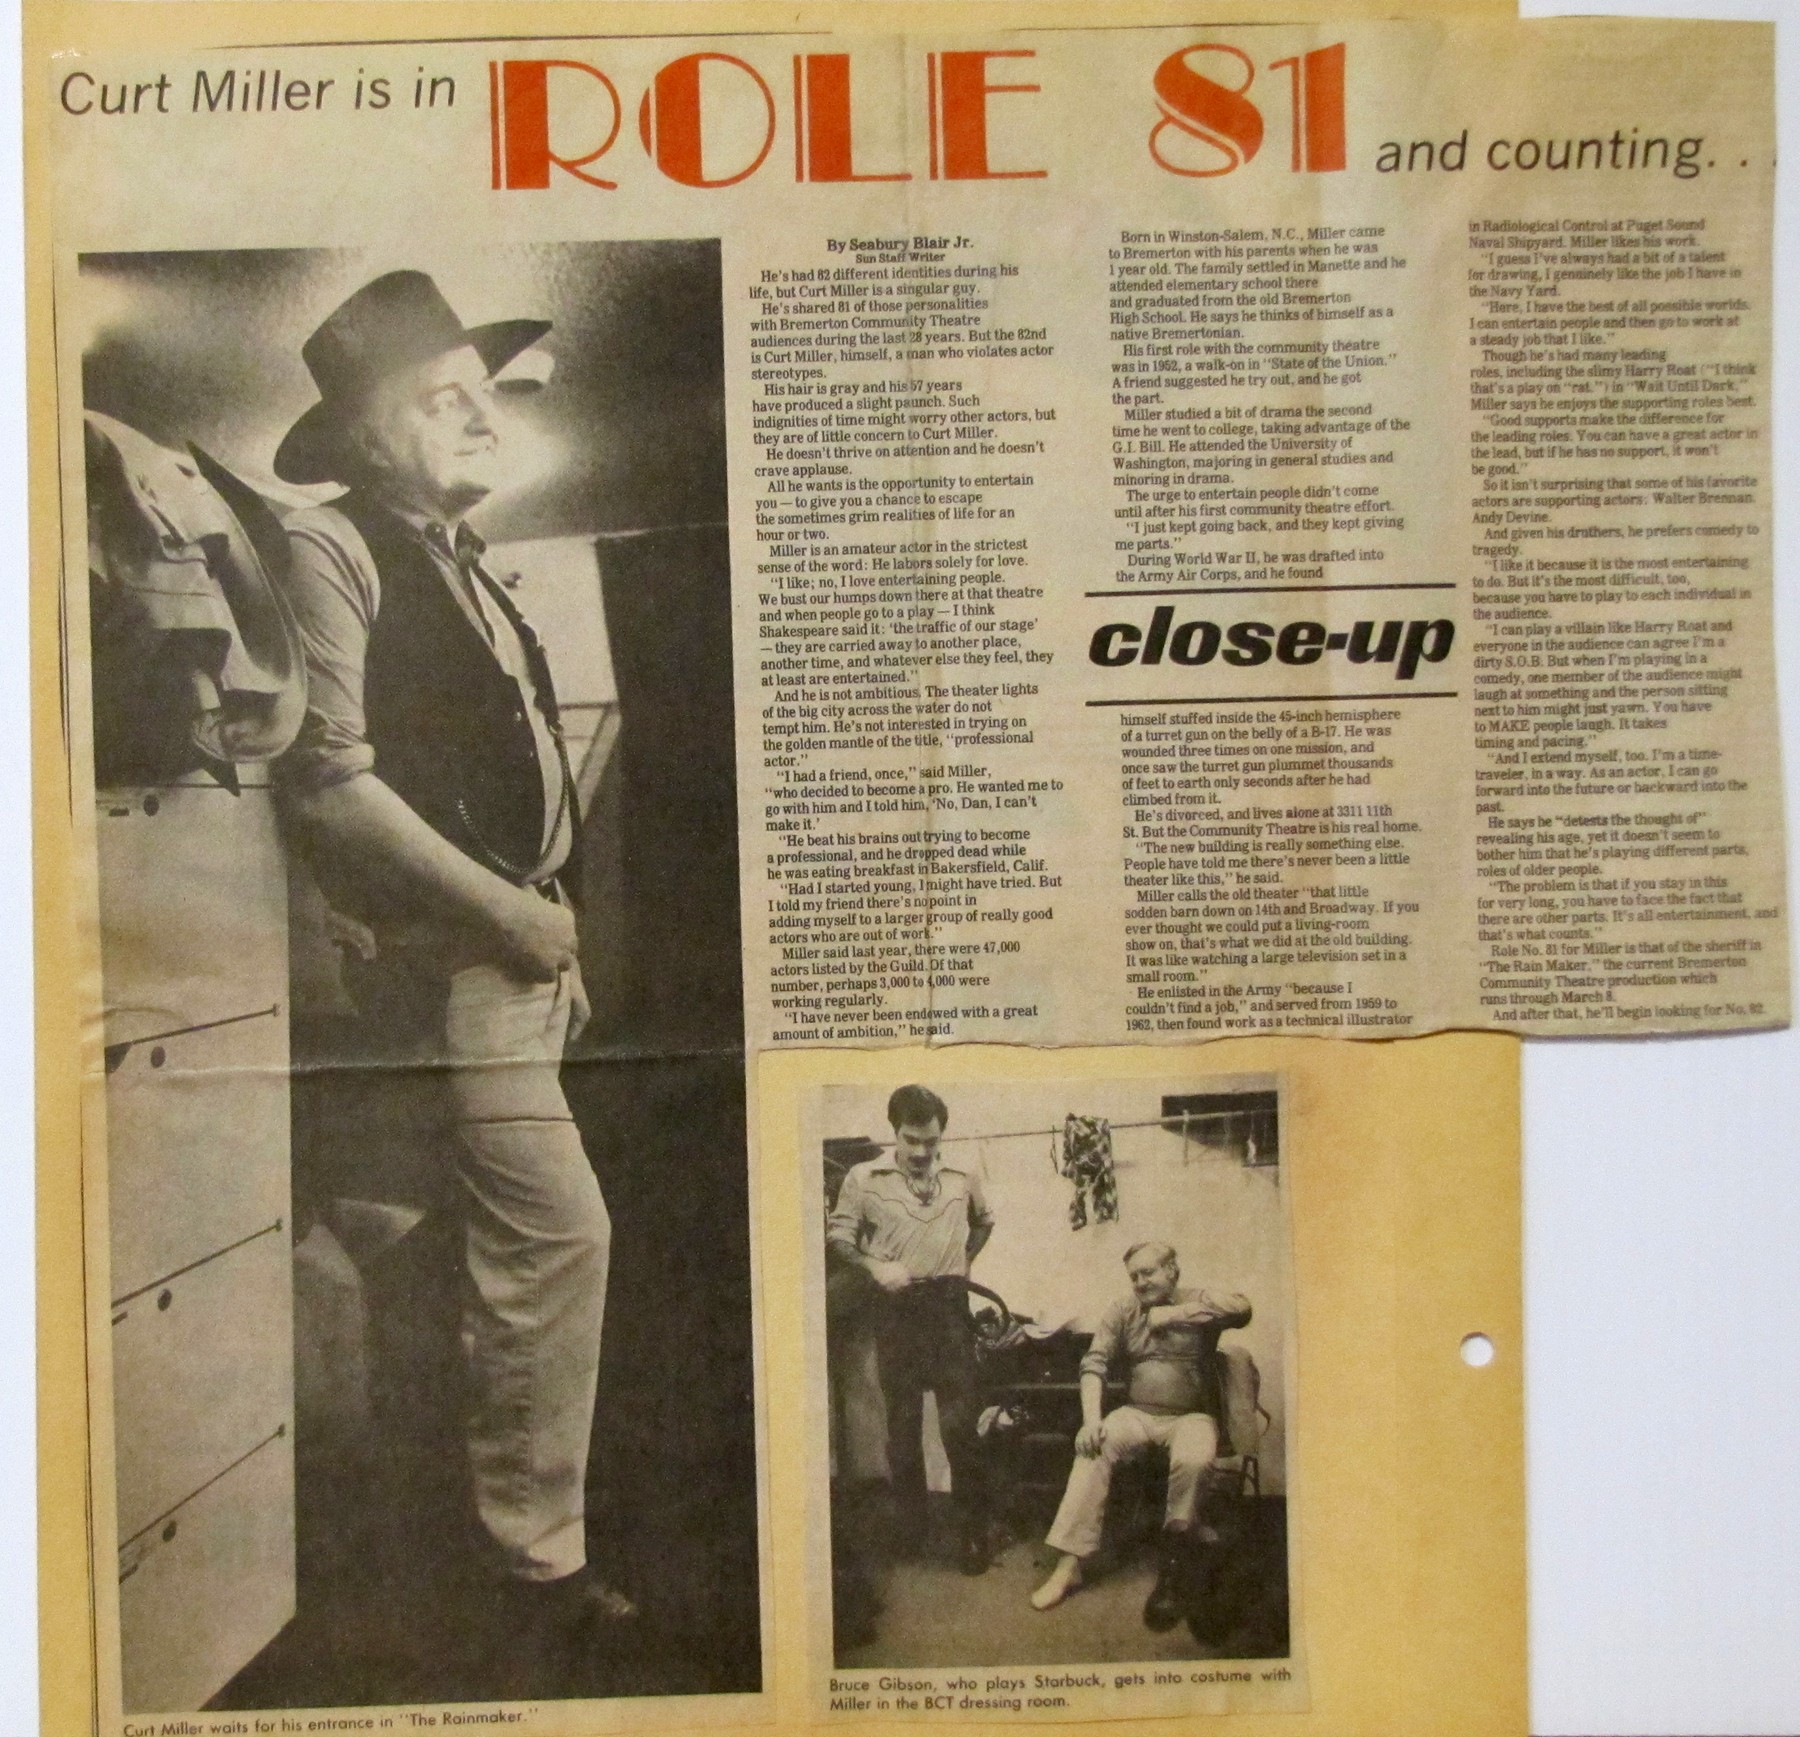 Curt Miller is in ROLE 81 and counting. . .
By Seabury Blair Jr.
Sun Staff Writer
He's had 82 different identities during his
life, but Curt Miller is a singular guy.
He's shared 81 of those personalities
with Bremerton Community Theatre
audiences during the last 28 years. But the 82nd
is Curt Miller, himself, a man who violates actor
stereotypes.
His hair is gray and his 57 years
have produced a slight paunch. Such
indignities of time might worry other actors, but
they are of little concern to Curt Miller.
He doesn't thrive on attention and he doesn't
crave applause.
All he wants is the opportunity to entertain
you — to give you a chance to escape
the sometimes grim realities of life for an
hour or two.
Miller is an amateur actor in the strictest
sense of the word: He labors solely for love.
"I like; no, I love entertaining people.
We bust our humps down there at that theatre
and when people go to a play — I think
Shakespeare said it: 'the traffic of our stage'
— they are carried away to another place,
another time, and whatever else they feel, they
at least are entertained."
And he is not ambitious. The theater lights
of the big city across the water do not
tempt him. He's not interested in trying on
the golden mantle of the title, "professional
actor."
"I had a friend, once," said Miller,
"who decided to become a pro. He wanted me to
go with him and I told him, 'No, Dan, I can't
make it.'
"He beat his brains out trying to become
a professional, and he dropped dead while
he was eating breakfast in Bakersfield, Calif.
"Had I started young, I might have tried. But
I told my friend there's no point in
adding myself to a larger group of really good
actors who are out of work."
Miller said last year, there were 47,000
actors listed by the Guild. Of that
number, perhaps 3,000 to 4,000 were
working regularly.
"I have never been endowed with a great
amount of ambition," he said.
Born in Winston-Salem, N.C., Miller came
to Bremerton with his parents when he was
1 year old. The family settled in Manette and he
attended elementary school there
and graduated from the old Bremerton
High School. He says he thinks of himself as a
native Bremertonian.
His first role with the community theatre
was in 1952, a walk-on in "State of the Union."
A friend suggested he try out, and he got
the part.
Miller studied a bit of drama the second
time he went to college, taking advantage of the
G.I. Bill. He attended the University of
Washington, majoring in general studies and
minoring in drama.
The urge to entertain people didn't come
until after his first community theatre effort.
"I just kept going back, and they kept giving
me parts."
During World War II, he was drafted into
the Army Air Corps, and he found
close-up
himself stuffed inside the 45-inch hemisphere
of a turret gun on the belly of a B-17. He was
wounded three times on one mission, and
once saw the turret gun plummet thousands
of feet to earth only seconds after he had
climbed from it.
He's divorced, and lives alone at 3311 11th
St. But the Community Theatre is his real home.
"The new building is really something else.
People have told me there's never been a little
theater like this," he said.
Miller calls the old theater "that little
sodden barn down on 14th and Broadway. If you
ever thought we could put a living-room
show on, that's what we did at the old building.
It was like watching a large television set in a
small room."
He enlisted in the Army "because I
couldn't find a job," and served from 1959 to
1962, then found work as a technical illustrator
in Radiological Control at Puget Sound
Naval Shipyard. Miller likes his work.
"I guess I've always had a bit of a talent
for drawing, I genuinely like the job I have in
the Navy Yard.
"Here, I have the best of all possible worlds.
I can entertain people and then go to work at
a steady job that I like."
Though he's had many leading
roles, including the slimy Harry Roat ("I think
that's a play on "rat.") in "Wait Until Dark,"
Miller says he enjoys the supporting roles best.
"Good supports make the difference for
the leading roles. You can have a great actor in
the lead, but if he has no support, it won't
be good."
So it isn't surprising that some of his favorite
actors are supporting actors: Walter Brennan,
Andy Devine.
And given his druthers, he prefers comedy to
tragedy.
"I like it because it is the most entertaining
to do. But it's the most difficult, too,
because you have to play to each individual in
the audience.
"I can play a villain like Harry Roat and
everyone in the audience can agree I'm a
dirty S.O.B. But when I'm playing in a
comedy, one member of the audience might
laugh at something and the person sitting
next to him might just yawn. You have
to MAKE people laugh. It takes
timing and pacing."
"And I extend myself, too. I'm a time-
traveler, in a way. As an actor, I can go
forward into the future or backward into the
past.
He says he "detests the thought of"
revealing his age, yet it doesn't seem to
bother him that he's playing different parts,
roles of older people.
"The problem is that if you stay in this
for very long, you have to face the fact that
there are other parts. It's all entertainment, and
that's what counts."
Role No. 81 for Miller is that of the sheriff in
"The Rain Maker," the current Bremerton
Community Theatre production which
runs through March 8.
And after that, he'll begin looking for No. 82.
Curt Miller waits for his entrance in "The Rainmaker."
Bruce Gibson, who plays Starbuck, gets into costume with
Miller in the BCT dressing room.